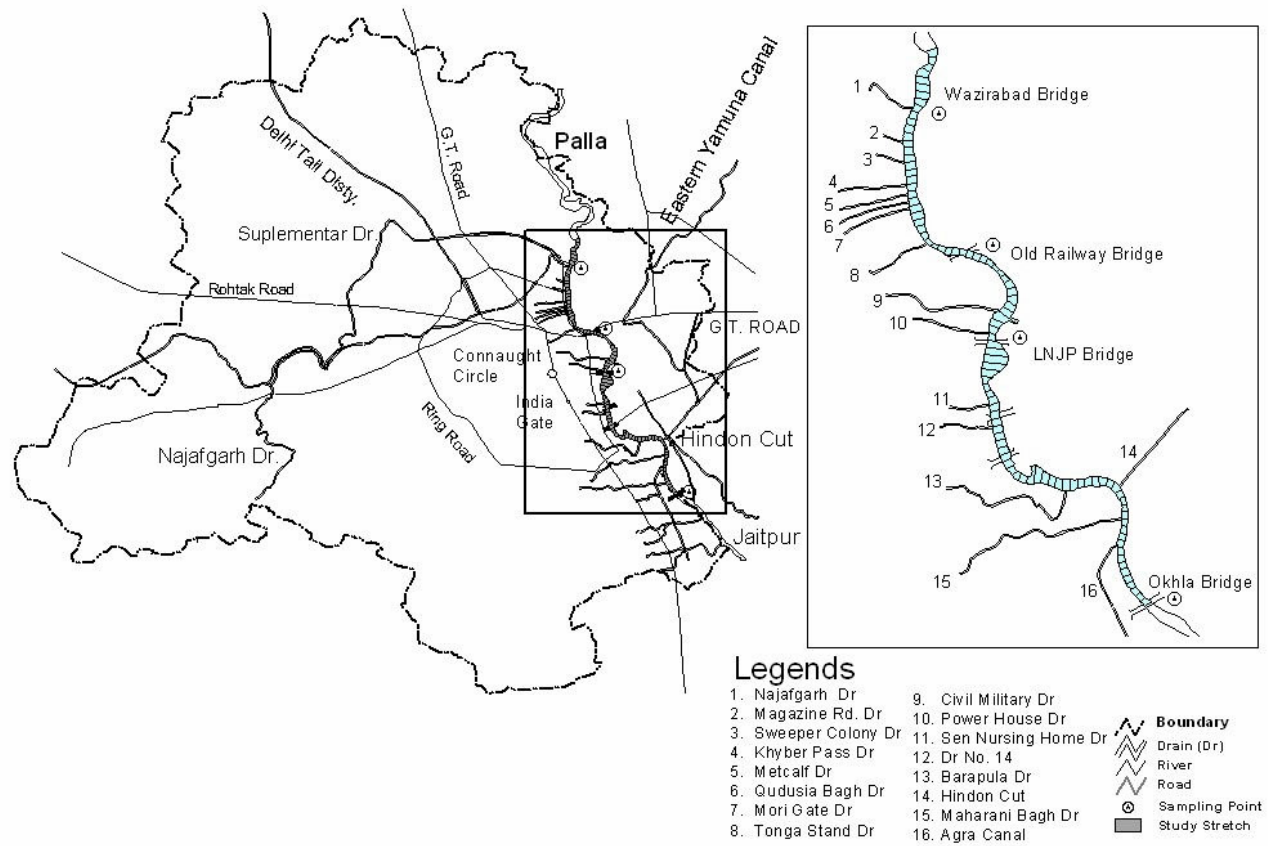 Palla
Eastern Yamuna Canal
Delhi Tail Disty.
G.T. Road
Suplementar Dr.
Rohtak Road
G.T. ROAD
Connaught
Circle
India
Gate
Ring Road
Hindon Cut
Najafgarh Dr.
Jaitpur
1
Wazirabad Bridge
2
3
4
5
6
7
Old Railway Bridge
8
9
10
LNJP Bridge
11
12
14
13
15
16
Okhla Bridge
Legends
1. Najafgarh Dr
2. Magazine Rd. Dr
3. Sweeper Colony Dr
4. Khyber Pass Dr
5. Metcalf Dr
6. Qudusia Bagh Dr
7. Mori Gate Dr
8. Tonga Stand Dr
9. Civil Military Dr
10. Power House Dr
11. Sen Nursing Home Dr
12. Dr No. 14
13. Barapula Dr
14. Hindon Cut
15. Maharani Bagh Dr
16. Agra Canal
Boundary
Drain (Dr)
River
Road
Sampling Point
Study Stretch